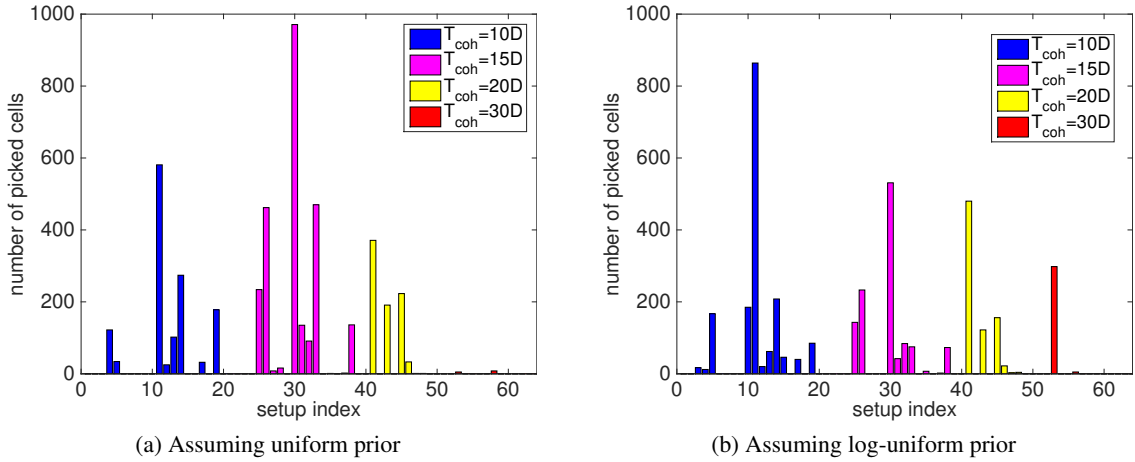 1000
800
600
400
200
0
number of picked cells
0 10 20 30 40 50 60
setup index
T_coh=10D
T_coh=15D
T_coh=20D
T_coh=30D
(a) Assuming uniform prior
1000
800
600
400
200
0
number of picked cells
0 10 20 30 40 50 60
setup index
T_coh=10D
T_coh=15D
T_coh=20D
T_coh=30D
(b) Assuming log-uniform prior